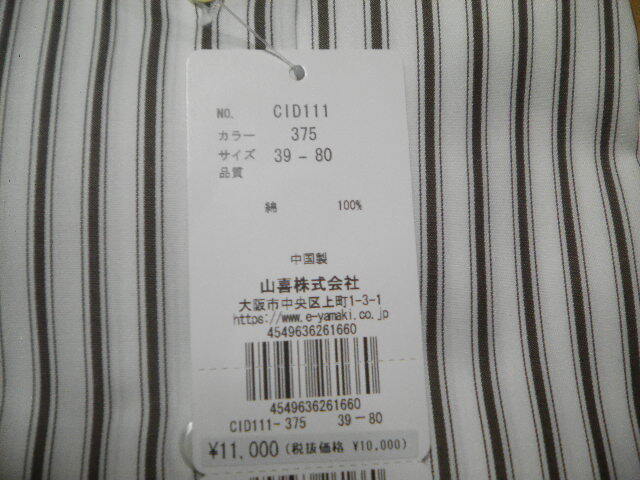 NO. CID111
カラー 375
サイズ 39 - 80
品質
綿 100%
中国製
山喜株式会社
大阪市中央区上町1-3-1
https://www.e-yamaki.co.jp
4549636261660
4549636261660
CID111-375 39-80
¥11,000 (税抜価格 ¥10,000)